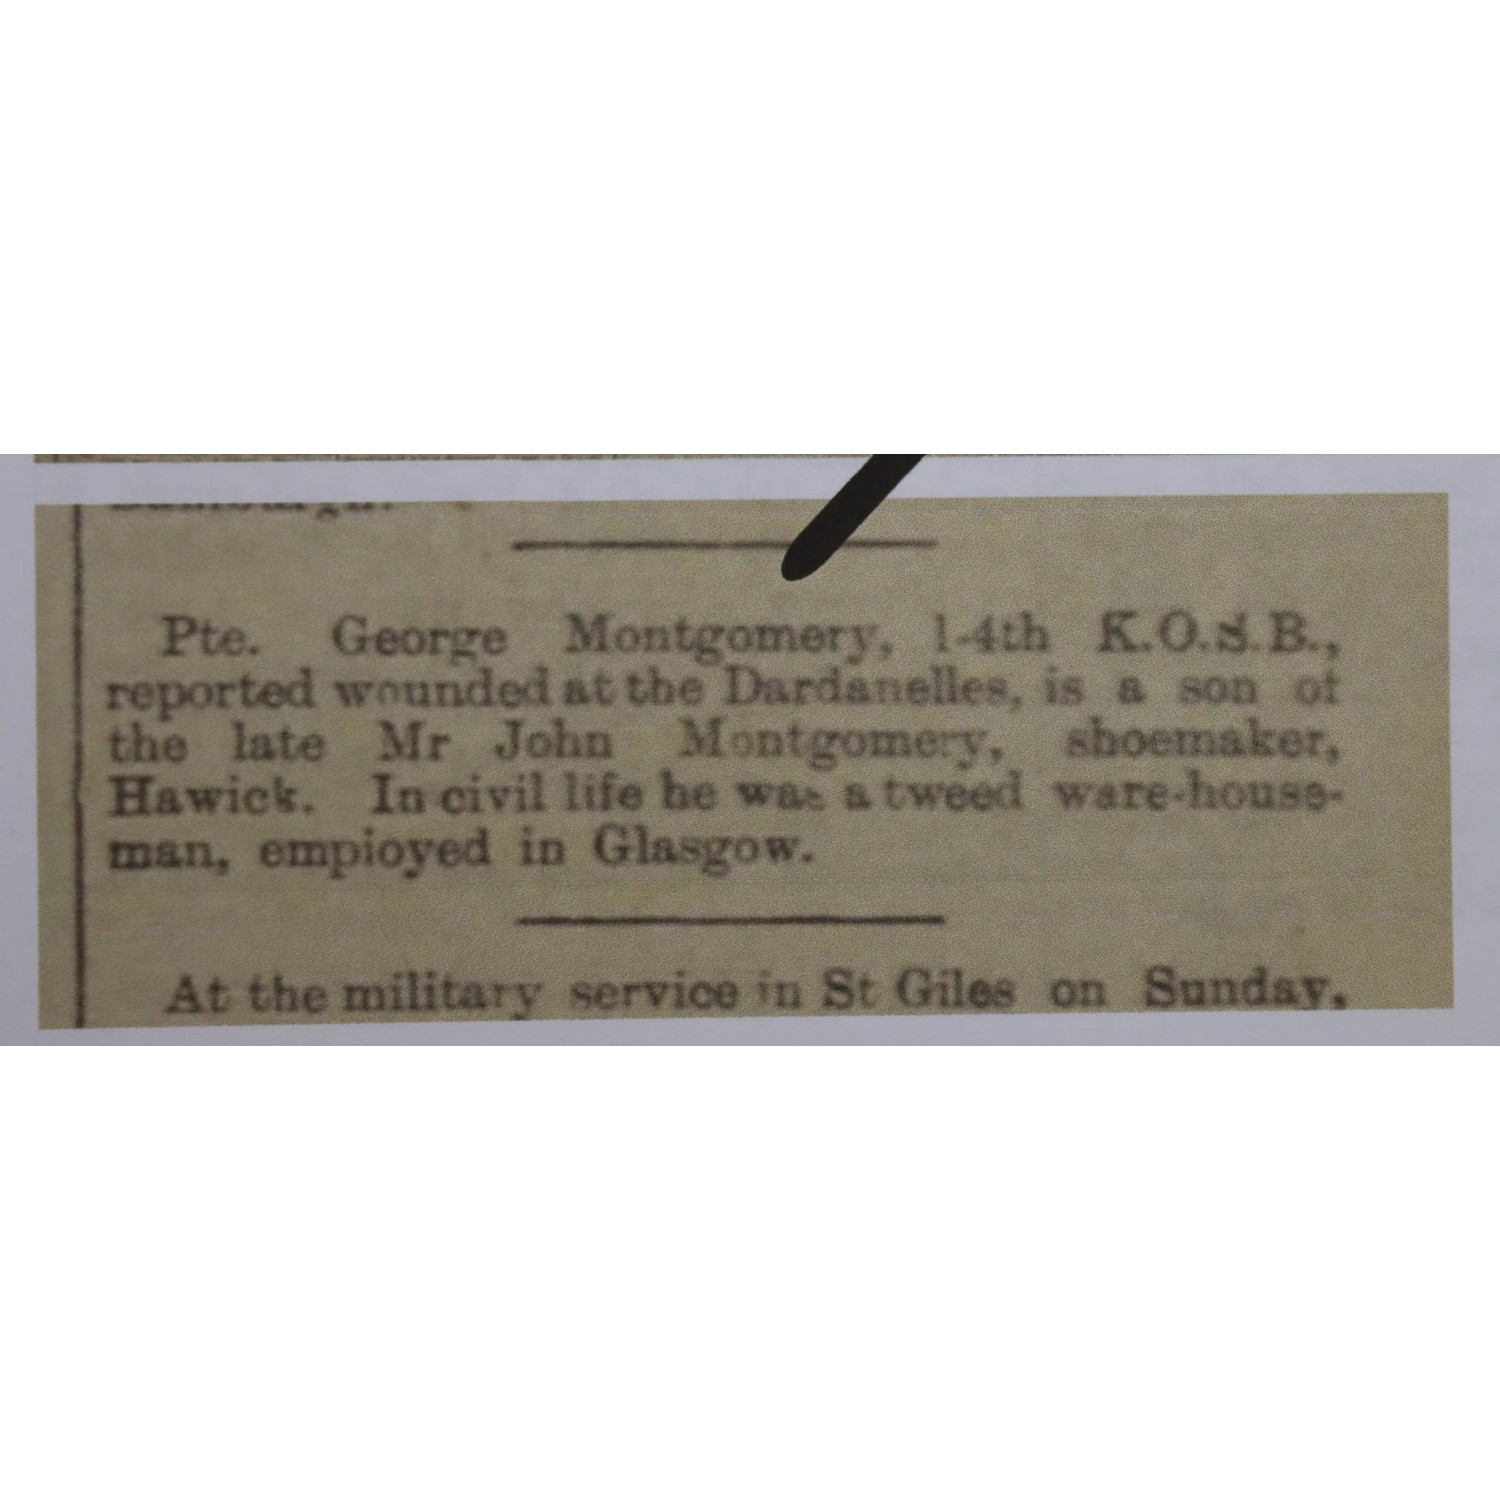 Pte. George Montgomery, 1-4th K.O.S.B.,
reported wounded at the Dardanelles, is a son of
the late Mr John Montgomery, shoemaker,
Hawick. In civil life he was a tweed ware-house-
man, employed in Glasgow.
At the military service in St Giles on Sunday,